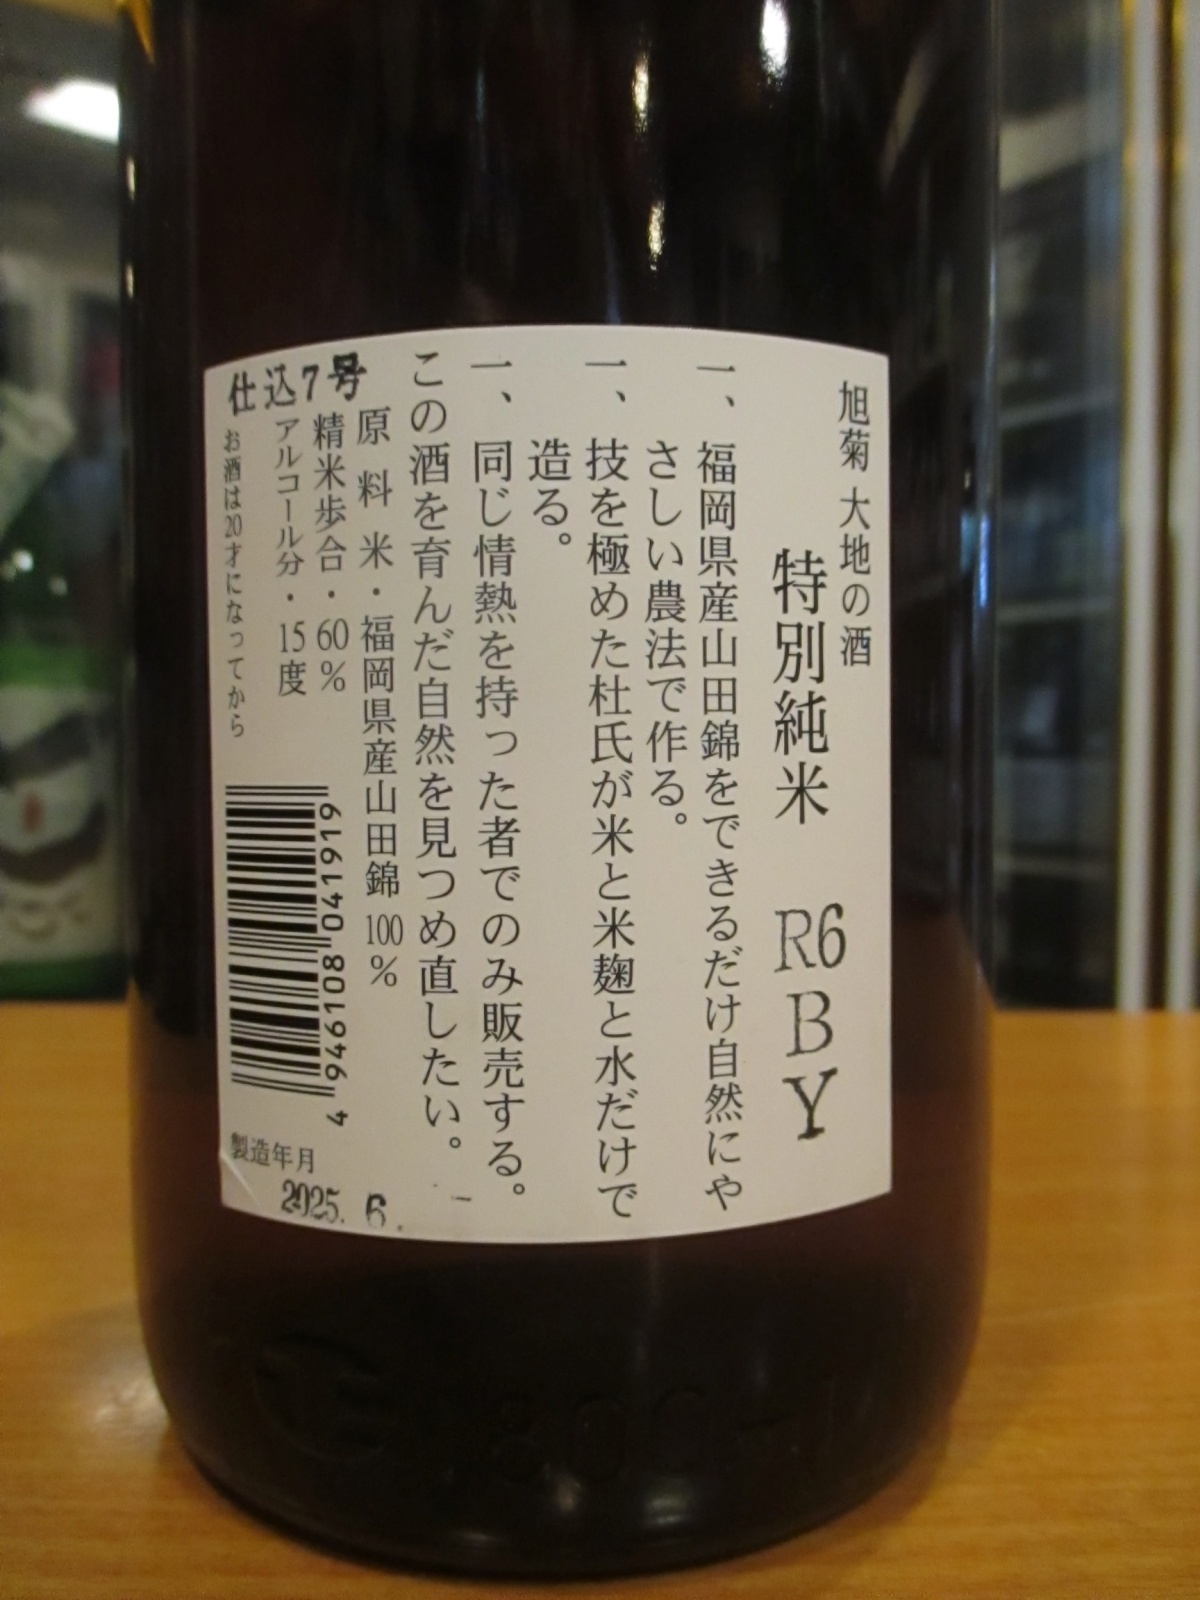 旭菊 大地の酒
特別純米 R6BY
一、福岡県産山田錦をできるだけ自然にや
さしい農法で作る。
一、技を極めた杜氏が米と米麹と水だけで
造る。
一、同じ情熱を持った者でのみ販売する。
この酒を育んだ自然を見つめ直したい。
原料米・福岡県産山田錦100%
精米歩合・60%
アルコール分・15度
仕込7号
お酒は20才になってから
4946108041919
製造年月
2025.6.